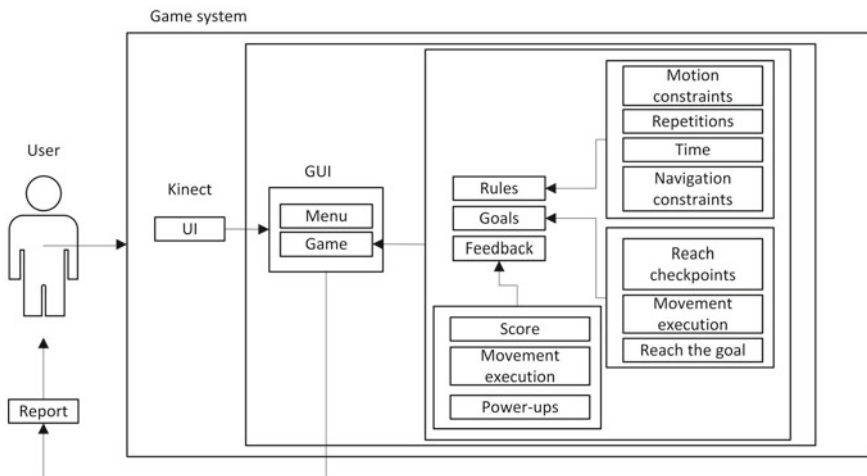 Game system
User
Kinect
UI
GUI
Menu
Game
Rules
Goals
Feedback
Motion
constraints
Repetitions
Time
Navigation
constraints
Reach
checkpoints
Movement
execution
Reach the goal
Score
Movement
execution
Power-ups
Report